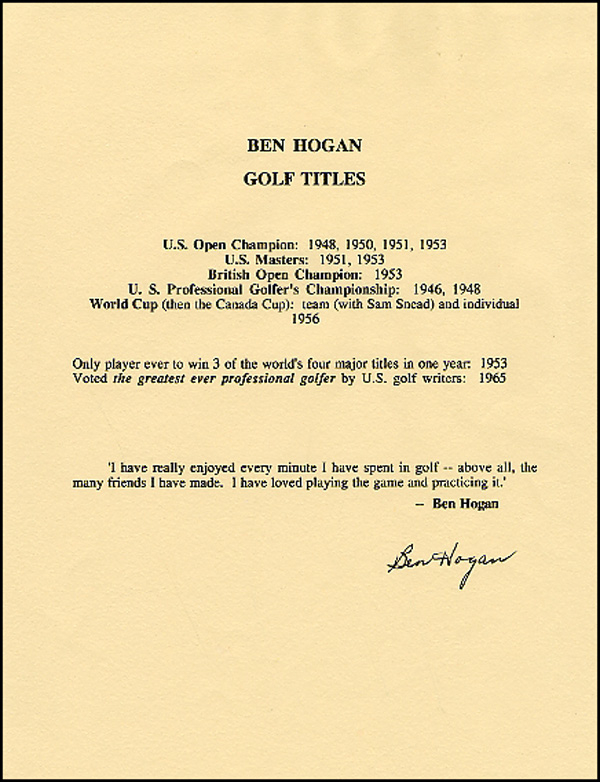 BEN HOGAN
GOLF TITLES
U.S. Open Champion: 1948, 1950, 1951, 1953
U.S. Masters: 1951, 1953
British Open Champion: 1953
U. S. Professional Golfer's Championship: 1946, 1948
World Cup (then the Canada Cup): team (with Sam Snead) and individual
1956
Only player ever to win 3 of the world's four major titles in one year: 1953
Voted the greatest ever professional golfer by U.S. golf writers: 1965
'I have really enjoyed every minute I have spent in golf -- above all, the
many friends I have made. I have loved playing the game and practicing it.'
-- Ben Hogan
Ben Hogan